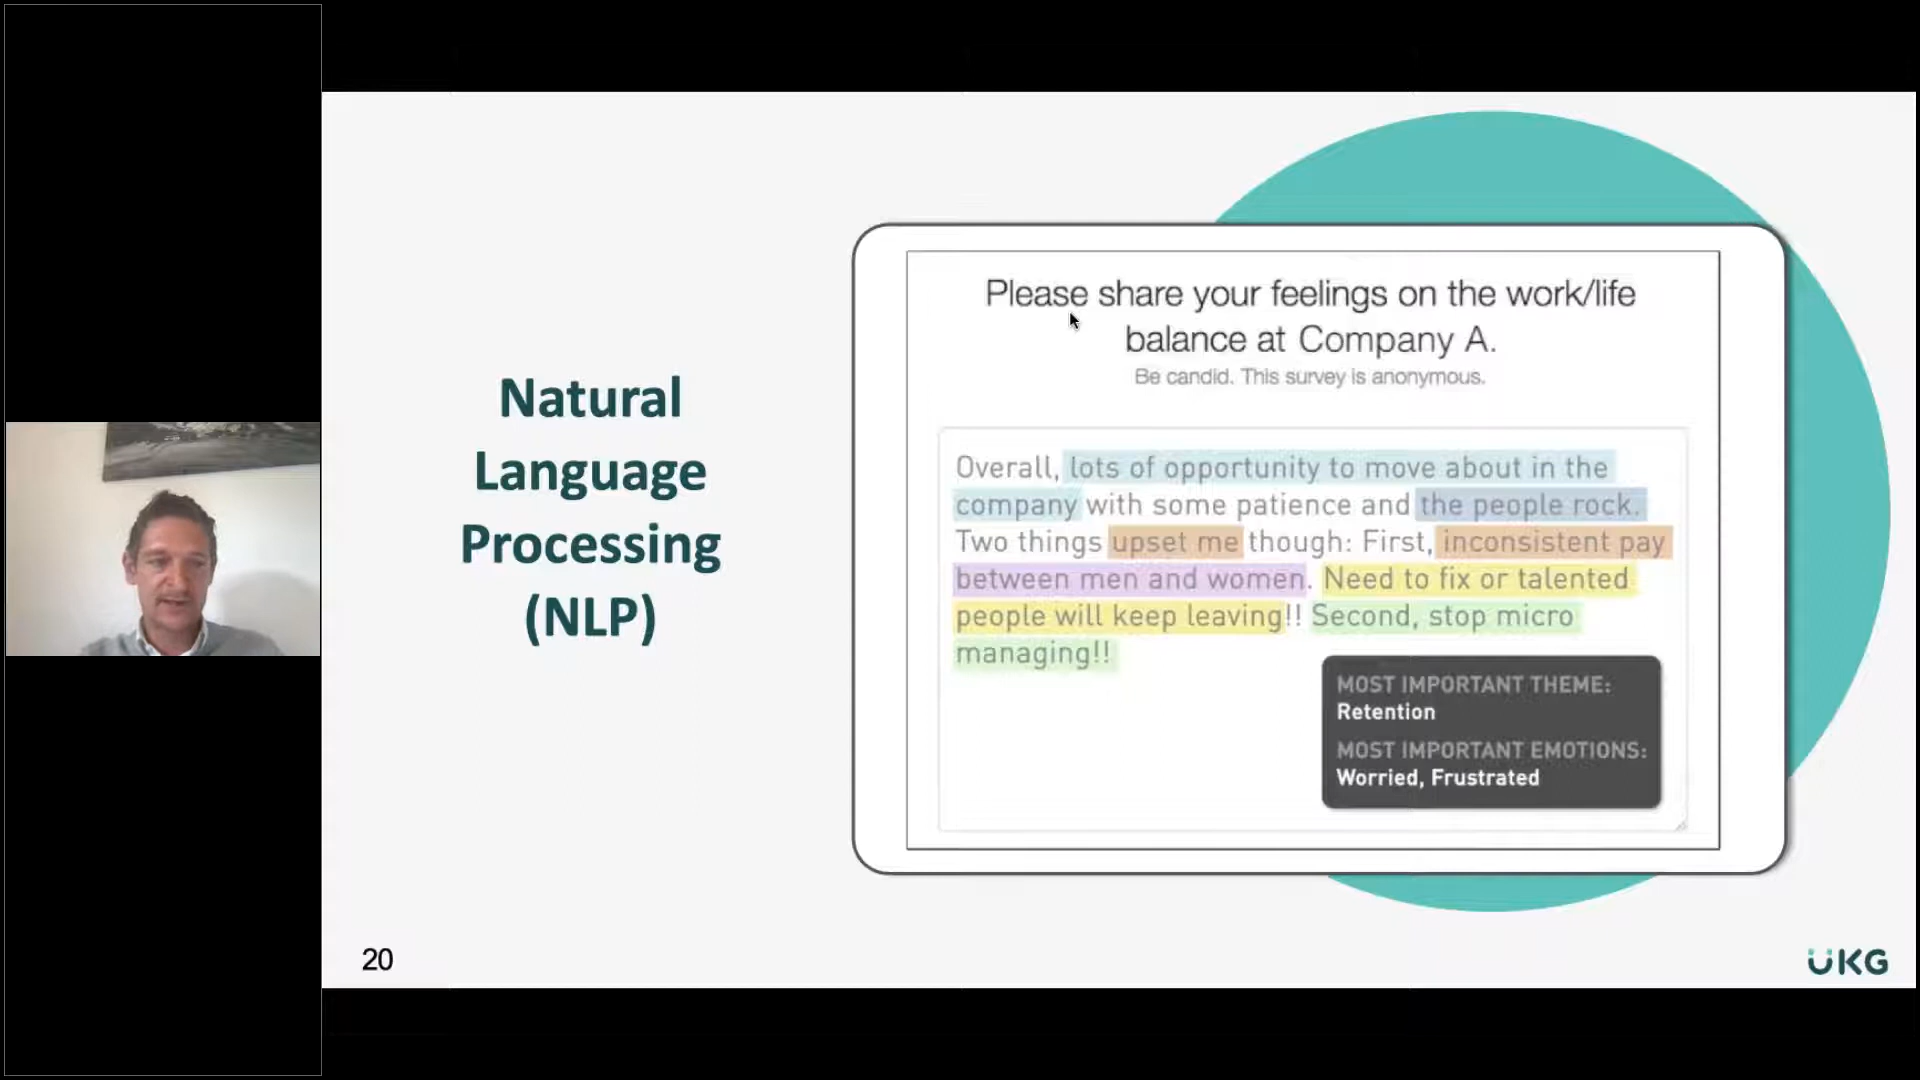 Natural
Language
Processing
(NLP)
Please share your feelings on the work/life
balance at Company A.
Be candid. This survey is anonymous.
Overall, lots of opportunity to move about in the
company with some patience and the people rock.
Two things upset me though: First, inconsistent pay
between men and women. Need to fix or talented
people will keep leaving!! Second, stop micro
managing!!
MOST IMPORTANT THEME:
Retention
MOST IMPORTANT EMOTIONS:
Worried, Frustrated
20
UKG